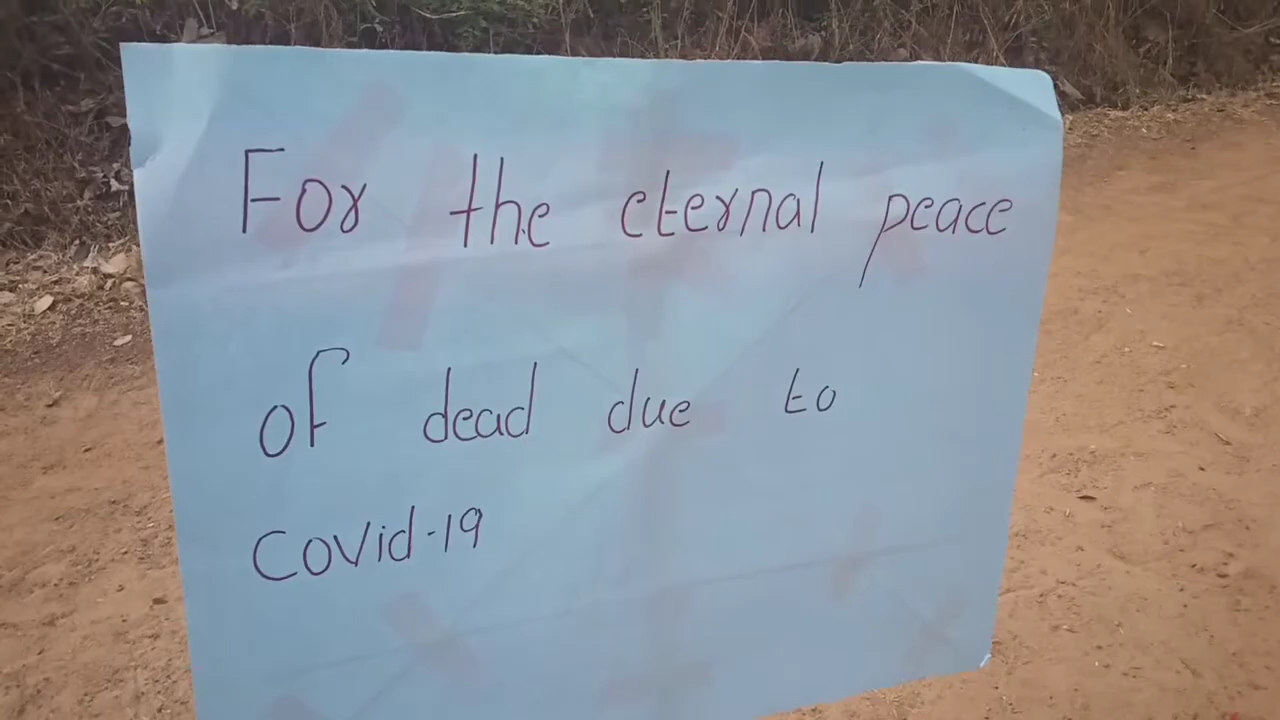 For the eternal peace
of dead due to
Covid-19